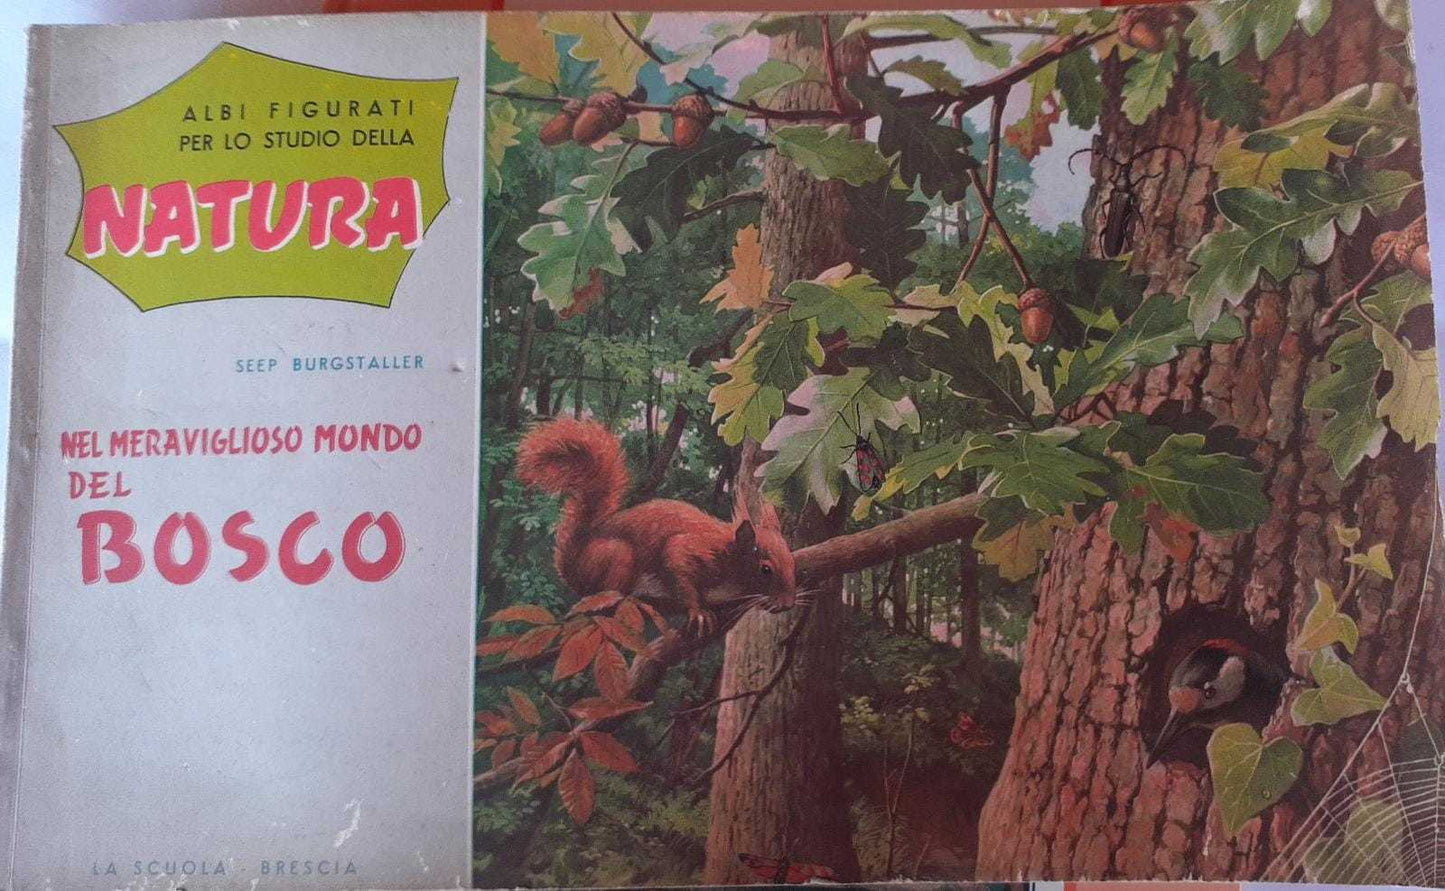 ALBI FIGURATI
PER LO STUDIO DELLA
NATURA
SEEP BURGSTALLER
NEL MERAVIGLIOSO MONDO
DEL
BOSCO
LA SCUOLA - BRESCIA